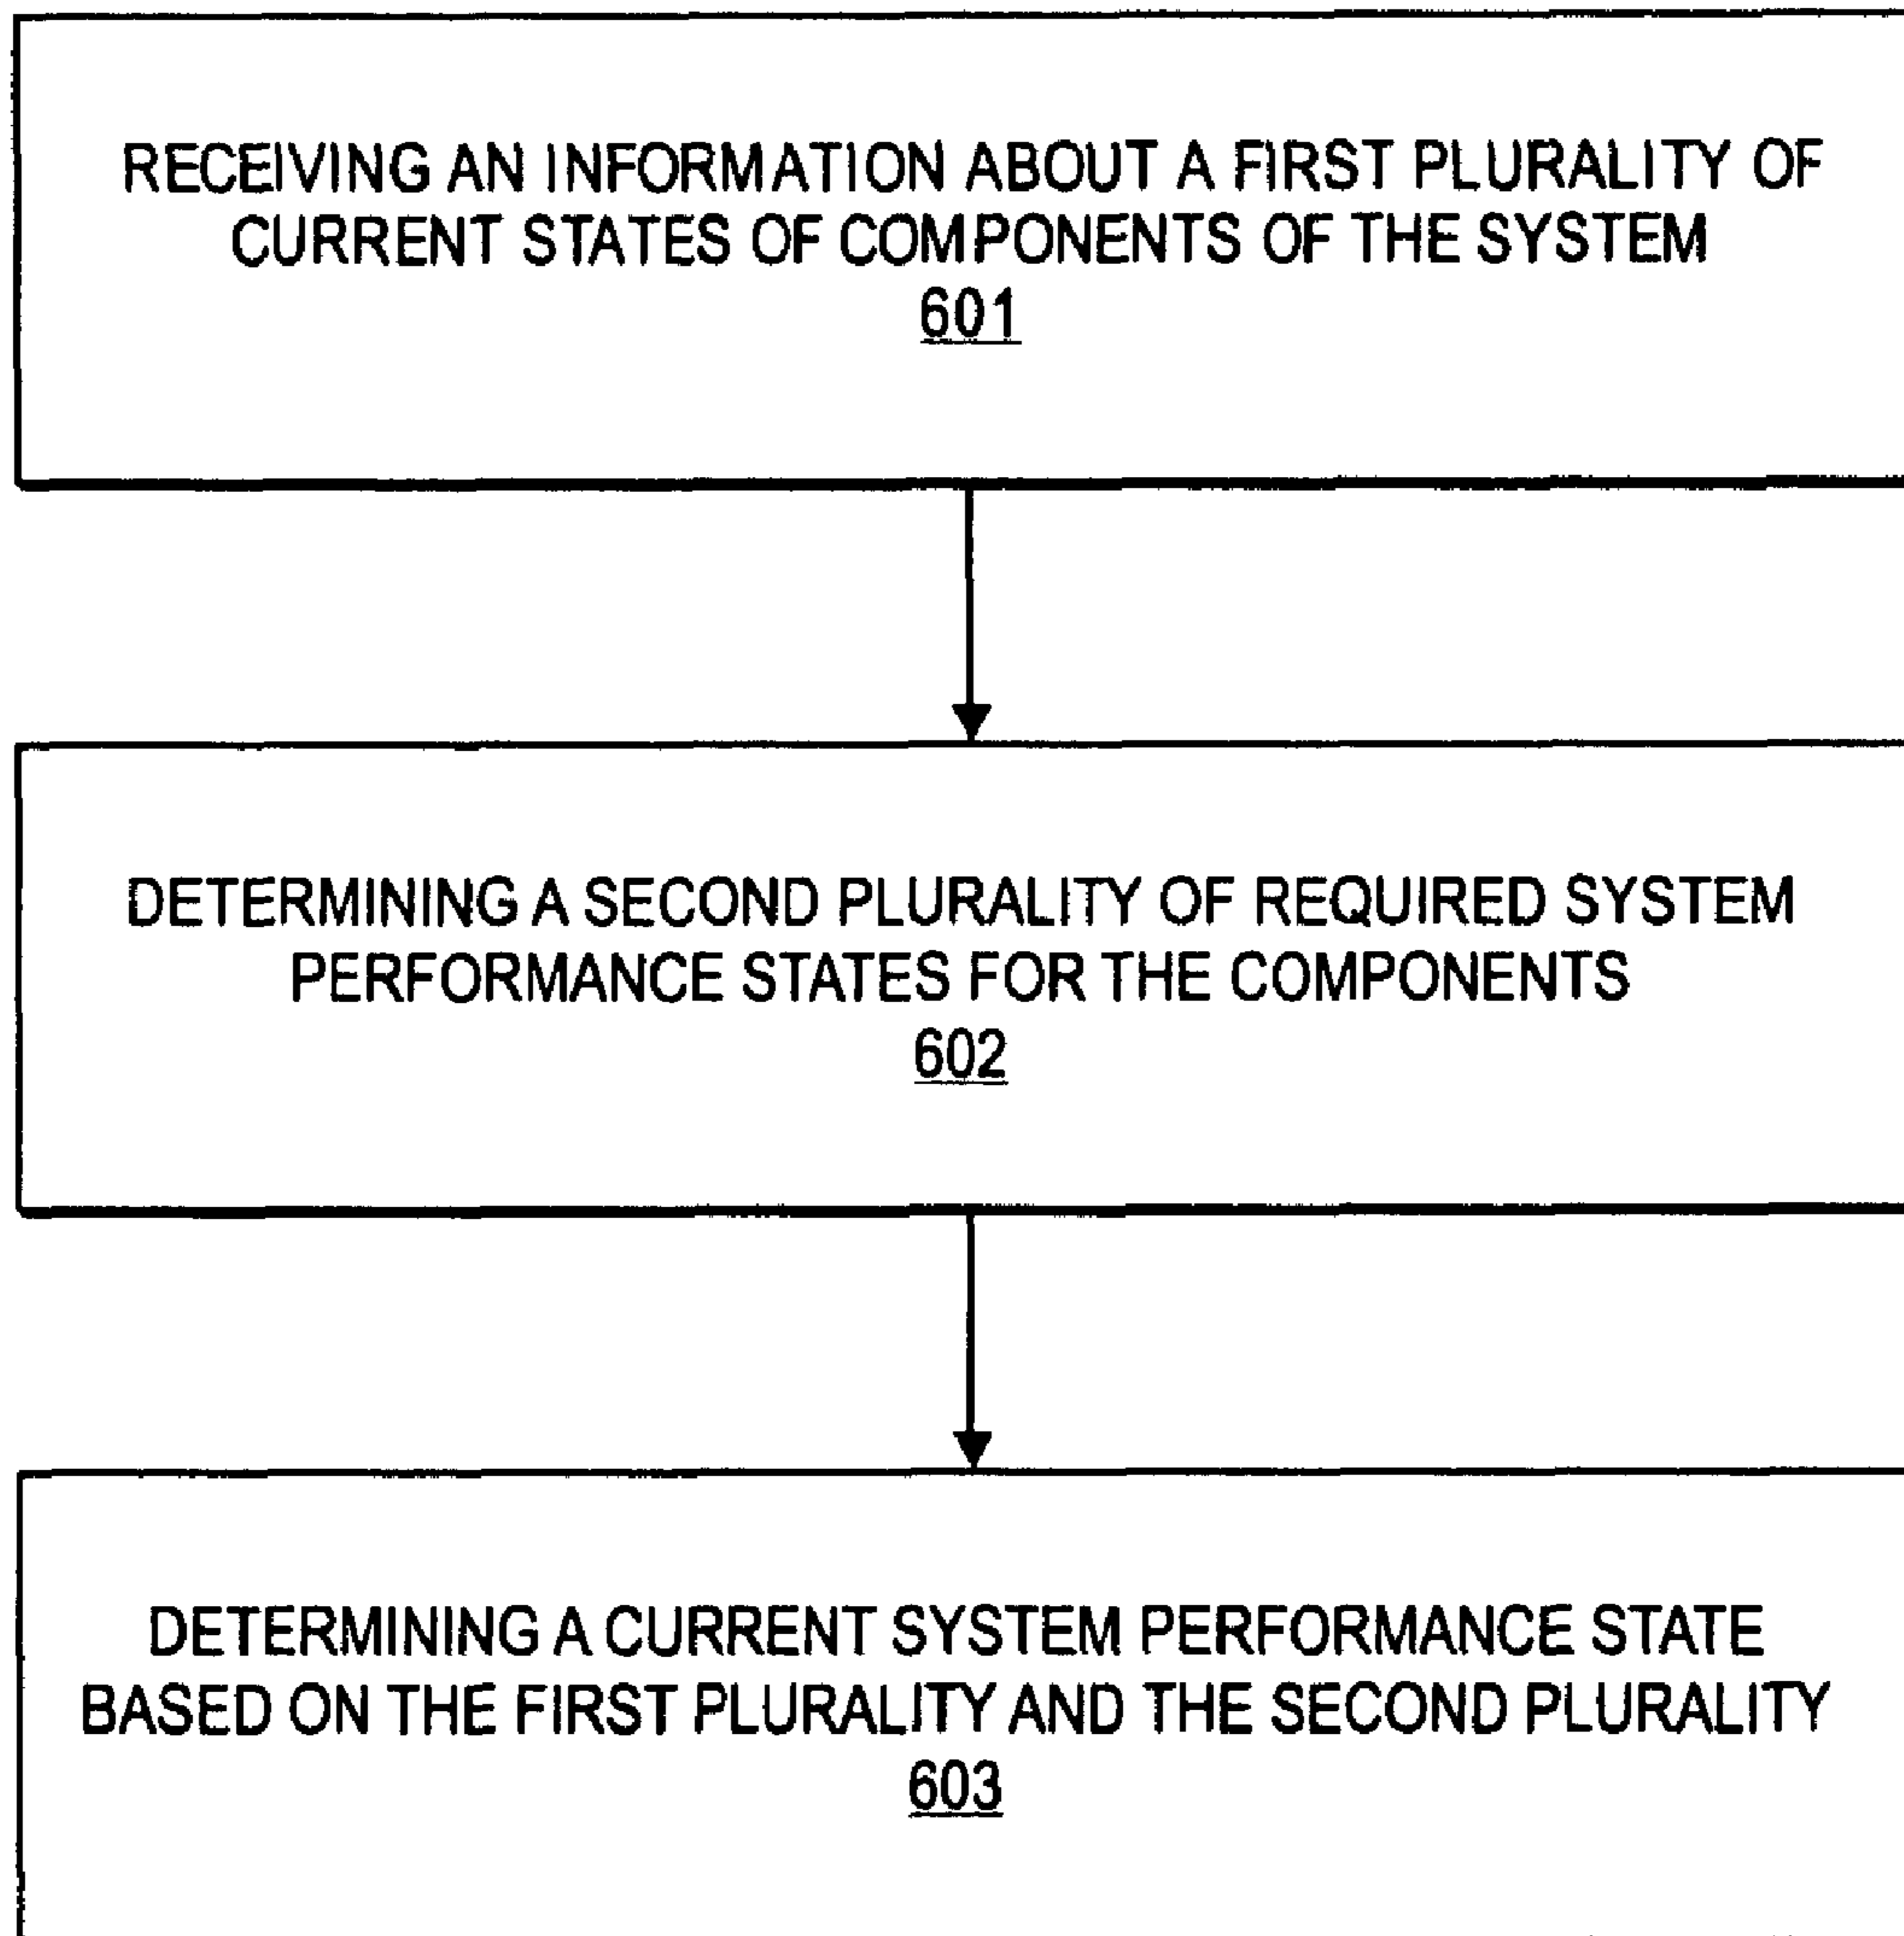 RECEIVING AN INFORMATION ABOUT A FIRST PLURALITY OF
CURRENT STATES OF COMPONENTS OF THE SYSTEM
601
DETERMINING A SECOND PLURALITY OF REQUIRED SYSTEM
PERFORMANCE STATES FOR THE COMPONENTS
602
DETERMINING A CURRENT SYSTEM PERFORMANCE STATE
BASED ON THE FIRST PLURALITY AND THE SECOND PLURALITY
603